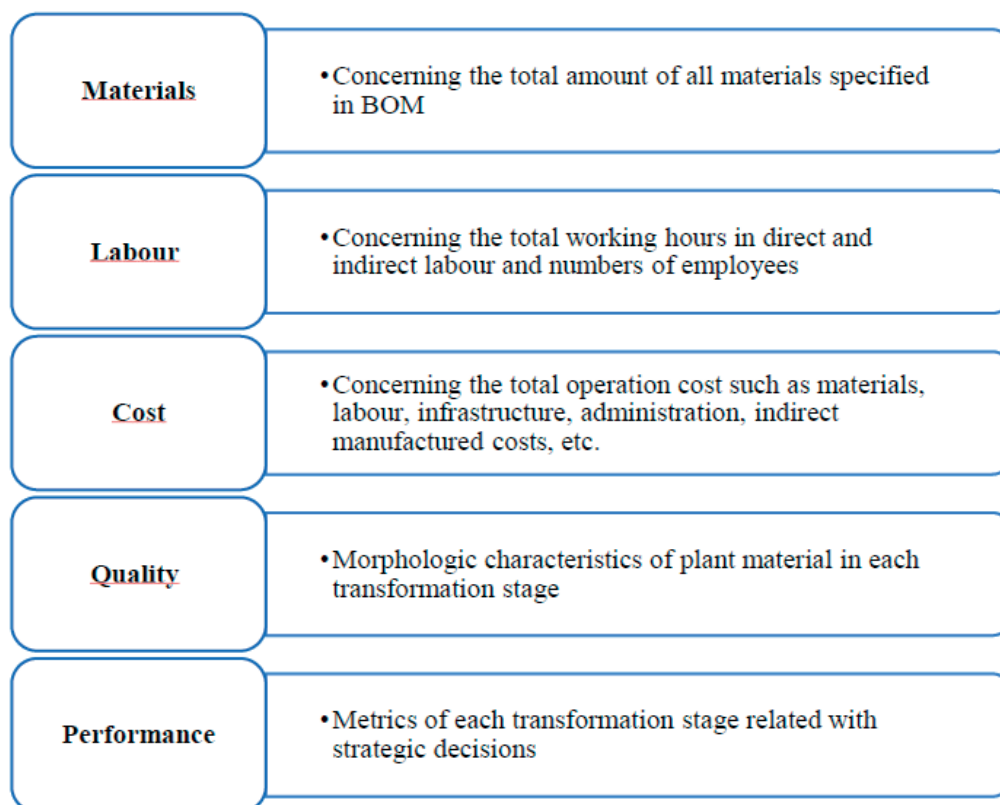 Materials
•Concerning the total amount of all materials specified
in BOM
Labour
•Concerning the total working hours in direct and
indirect labour and numbers of employees
Cost
•Concerning the total operation cost such as materials,
labour, infrastructure, administration, indirect
manufactured costs, etc.
Quality
•Morphologic characteristics of plant material in each
transformation stage
Performance
•Metrics of each transformation stage related with
strategic decisions